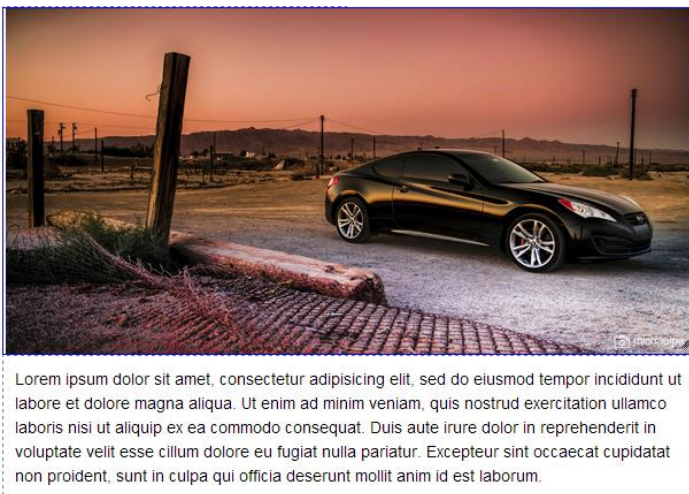 Lorem ipsum dolor sit amet, consectetur adipisicing elit, sed do eiusmod tempor incididunt ut
labore et dolore magna aliqua. Ut enim ad minim veniam, quis nostrud exercitation ullamco
laboris nisi ut aliquip ex ea commodo consequat. Duis aute irure dolor in reprehenderit in
voluptate velit esse cillum dolore eu fugiat nulla pariatur. Excepteur sint occaecat cupidatat
non proident, sunt in culpa qui officia deserunt mollit anim id est laborum.